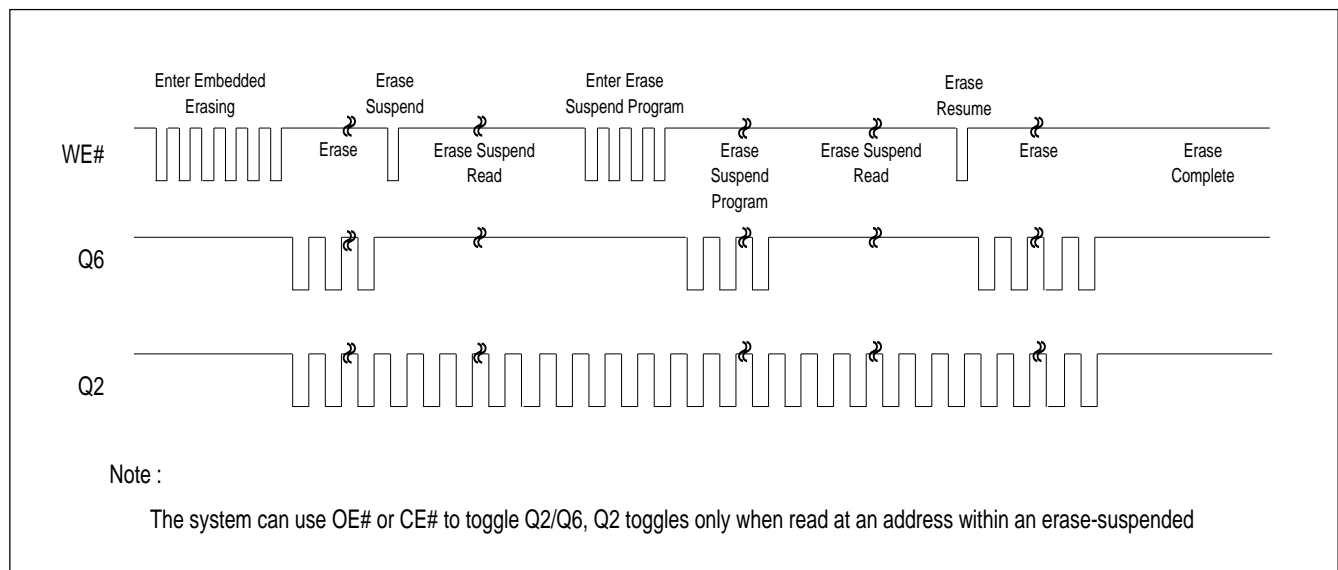 Enter Embedded
Erasing
Erase
Suspend
Enter Erase
Suspend Program
Erase
Resume
WE#
Erase
Erase Suspend
Read
Erase
Suspend
Program
Erase Suspend
Read
Erase
Erase
Complete
Q6
Q2
Note :
The system can use OE# or CE# to toggle Q2/Q6, Q2 toggles only when read at an address within an erase-suspended